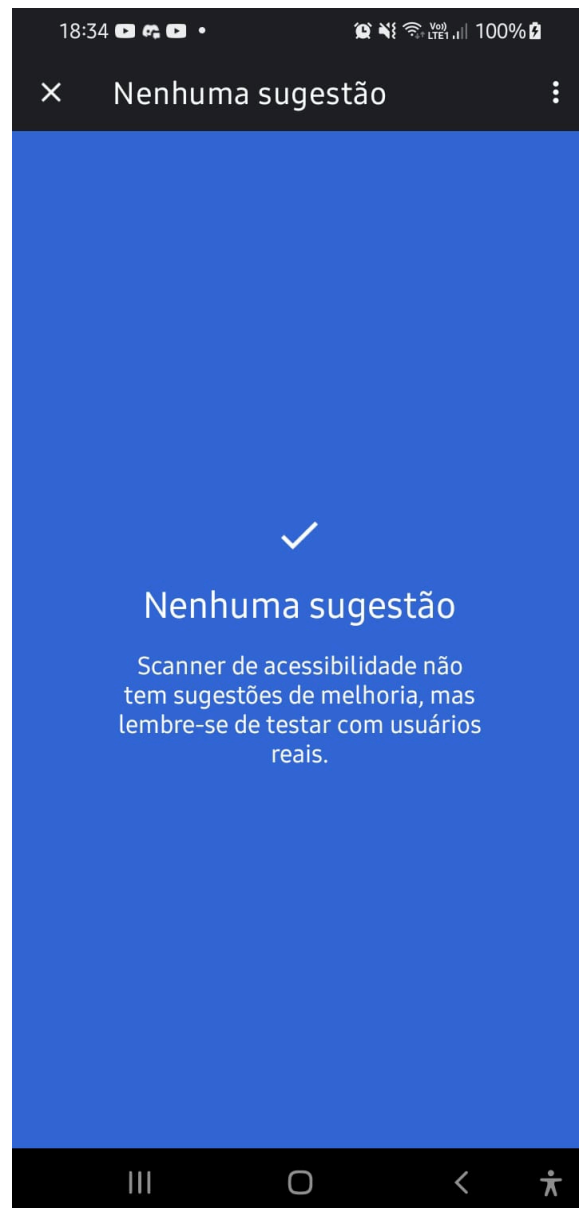 18:34 LTE1 100%
Nenhuma sugestão
Nenhuma sugestão
Scanner de acessibilidade não
tem sugestões de melhoria, mas
lembre-se de testar com usuários
reais.